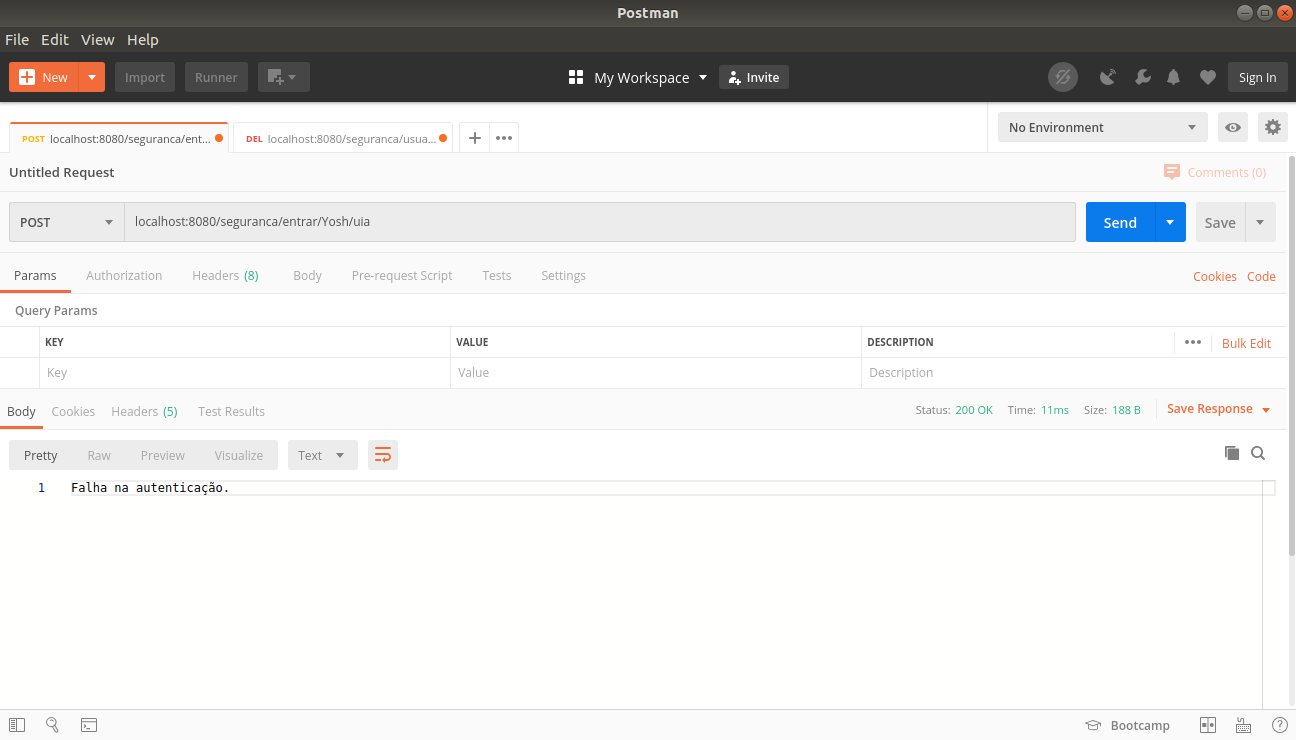 Postman
File Edit View Help
New Import Runner My Workspace Invite Sign In
POST localhost:8080/seguranca/ent... DEL localhost:8080/seguranca/usua... No Environment
Untitled Request Comments (0)
POST localhost:8080/seguranca/entrar/Yosh/uia Send Save
Params Authorization Headers (8) Body Pre-request Script Tests Settings Cookies Code
Query Params
KEY VALUE DESCRIPTION Bulk Edit
Key Value Description
Body Cookies Headers (5) Test Results Status: 200 OK Time: 11ms Size: 188 B Save Response
Pretty Raw Preview Visualize Text
1 Falha na autenticação.
Bootcamp